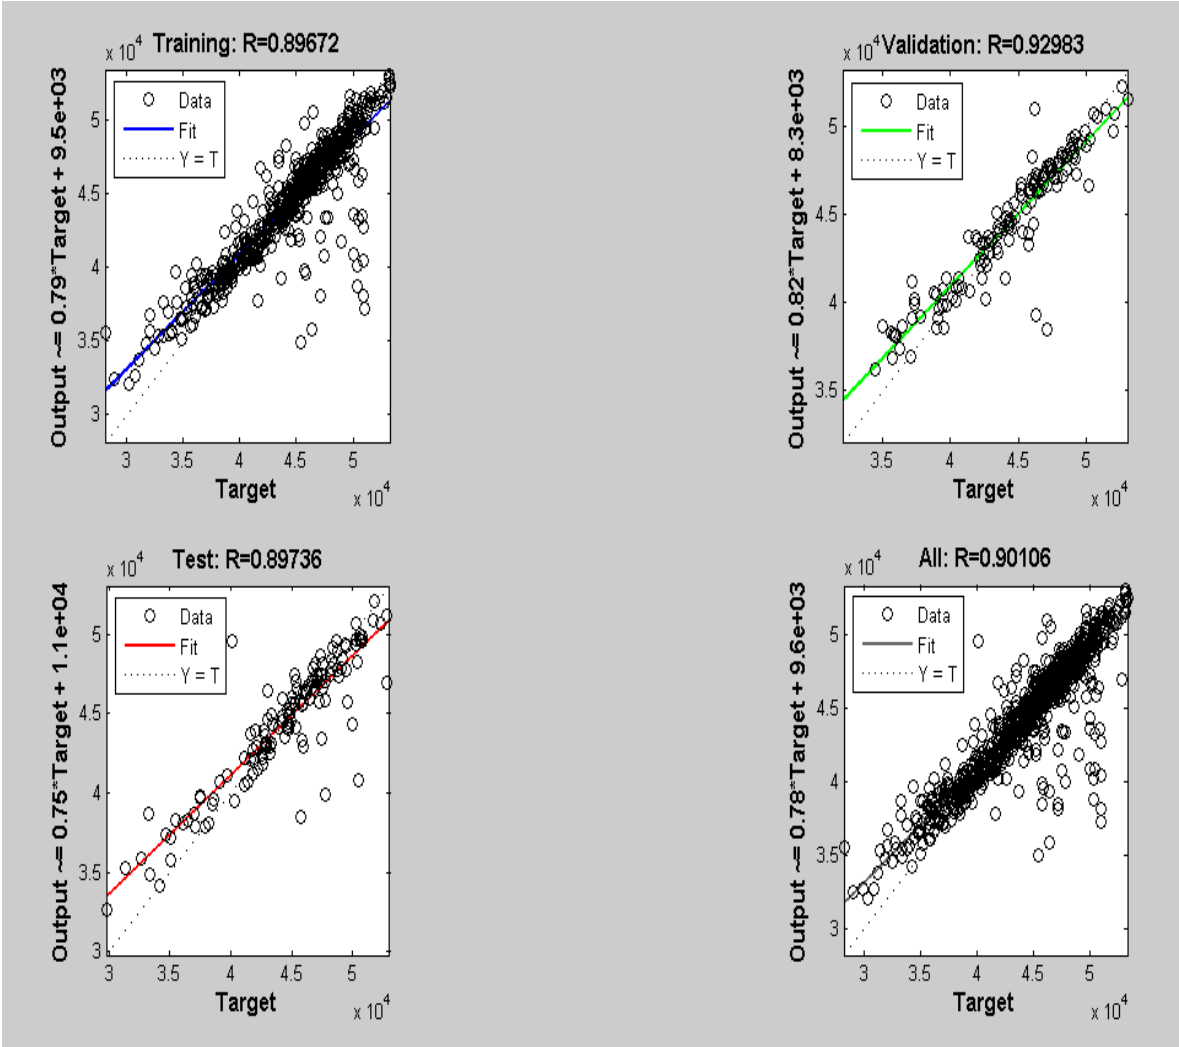 x 10^4 Training: R=0.89672
Output ~= 0.79*Target + 9.5e+03
Data
Fit
Y = T
5
4.5
4
3.5
3
3 3.5 4 4.5 5
Target
x 10^4
x 10^4 Validation: R=0.92983
Output ~= 0.82*Target + 8.3e+03
Data
Fit
Y = T
5
4.5
4
3.5
3.5 4 4.5 5
Target
x 10^4
x 10^4 Test: R=0.89736
Output ~= 0.75*Target + 1.1e+04
Data
Fit
Y = T
5
4.5
4
3.5
3
3 3.5 4 4.5 5
Target
x 10^4
x 10^4 All: R=0.90106
Output ~= 0.78*Target + 9.6e+03
Data
Fit
Y = T
5
4.5
4
3.5
3
3 3.5 4 4.5 5
Target
x 10^4